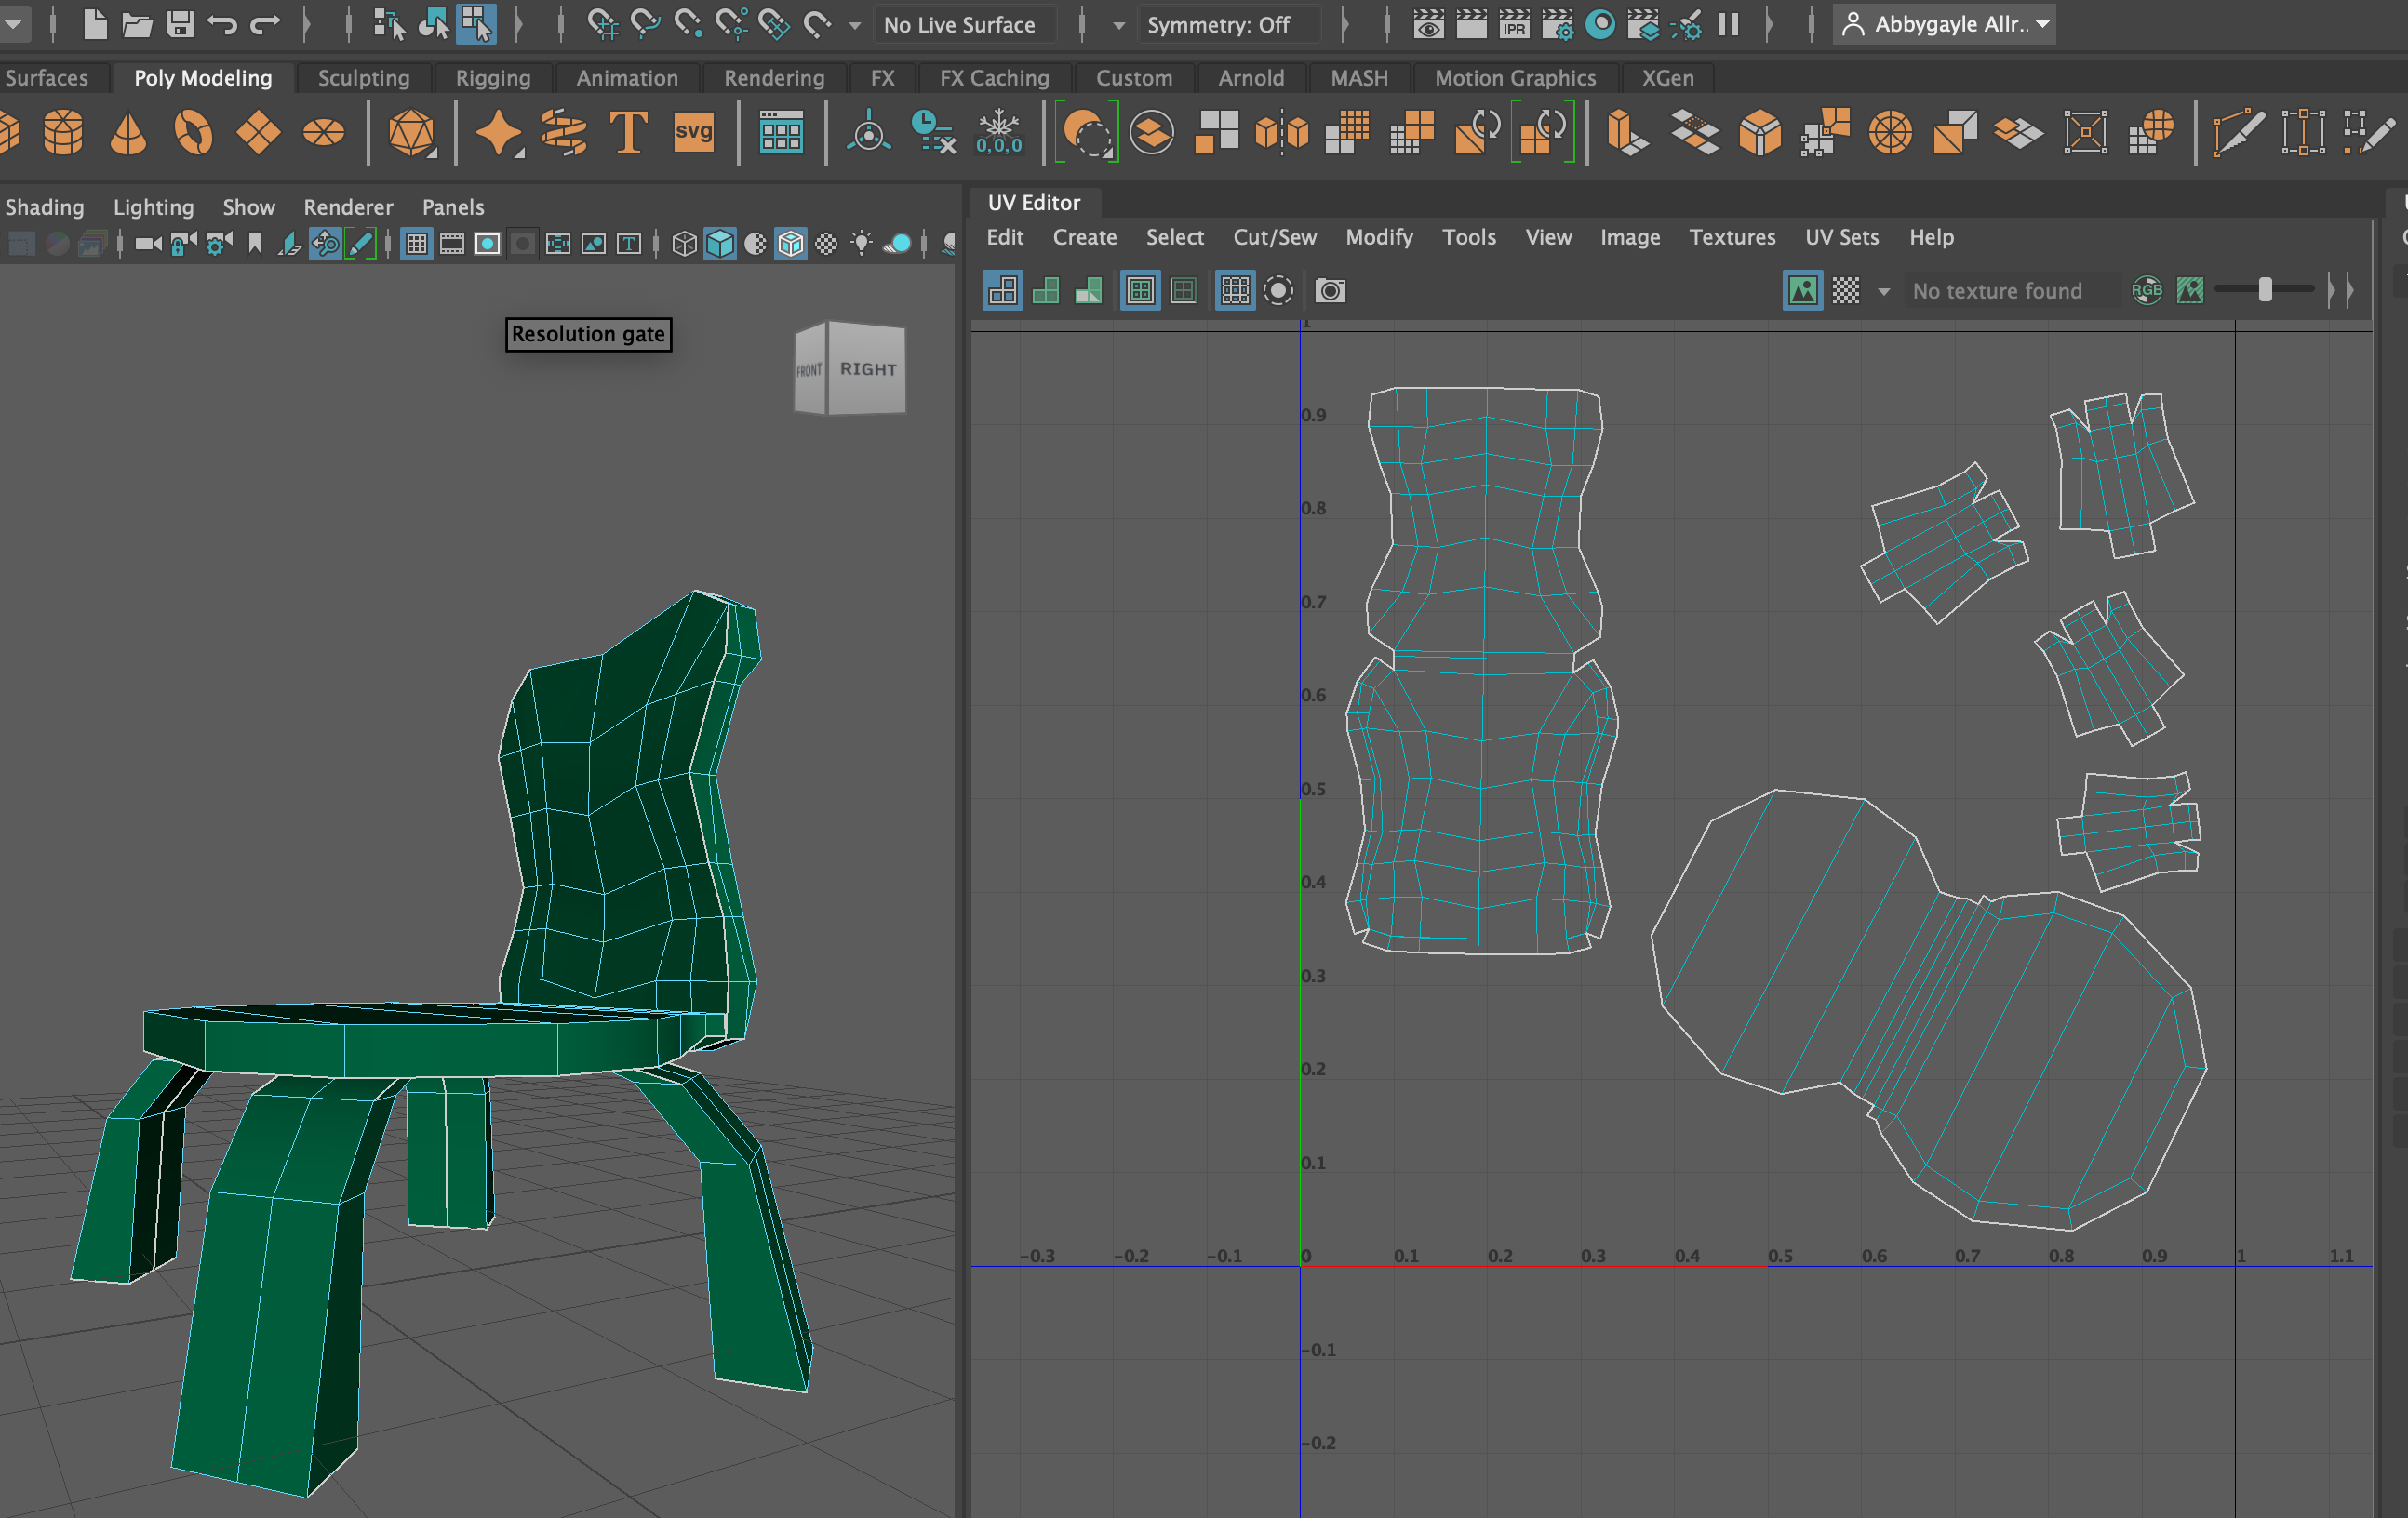 No Live Surface
Symmetry: Off
IPR
Abbygayle Allr..
Surfaces
Poly Modeling
Sculpting
Rigging
Animation
Rendering
FX
FX Caching
Custom
Arnold
MASH
Motion Graphics
XGen
T
svg
0,0,0
Shading
Lighting
Show
Renderer
Panels
T
UV Editor
Edit
Create
Select
Cut/Sew
Modify
Tools
View
Image
Textures
UV Sets
Help
No texture found
RGB
Resolution gate
FRONT
RIGHT
1
0.9
0.8
0.7
0.6
0.5
0.4
0.3
0.2
0.1
-0.3
-0.2
-0.1
0
0.1
0.2
0.3
0.4
0.5
0.6
0.7
0.8
0.9
1
1.1
-0.1
-0.2